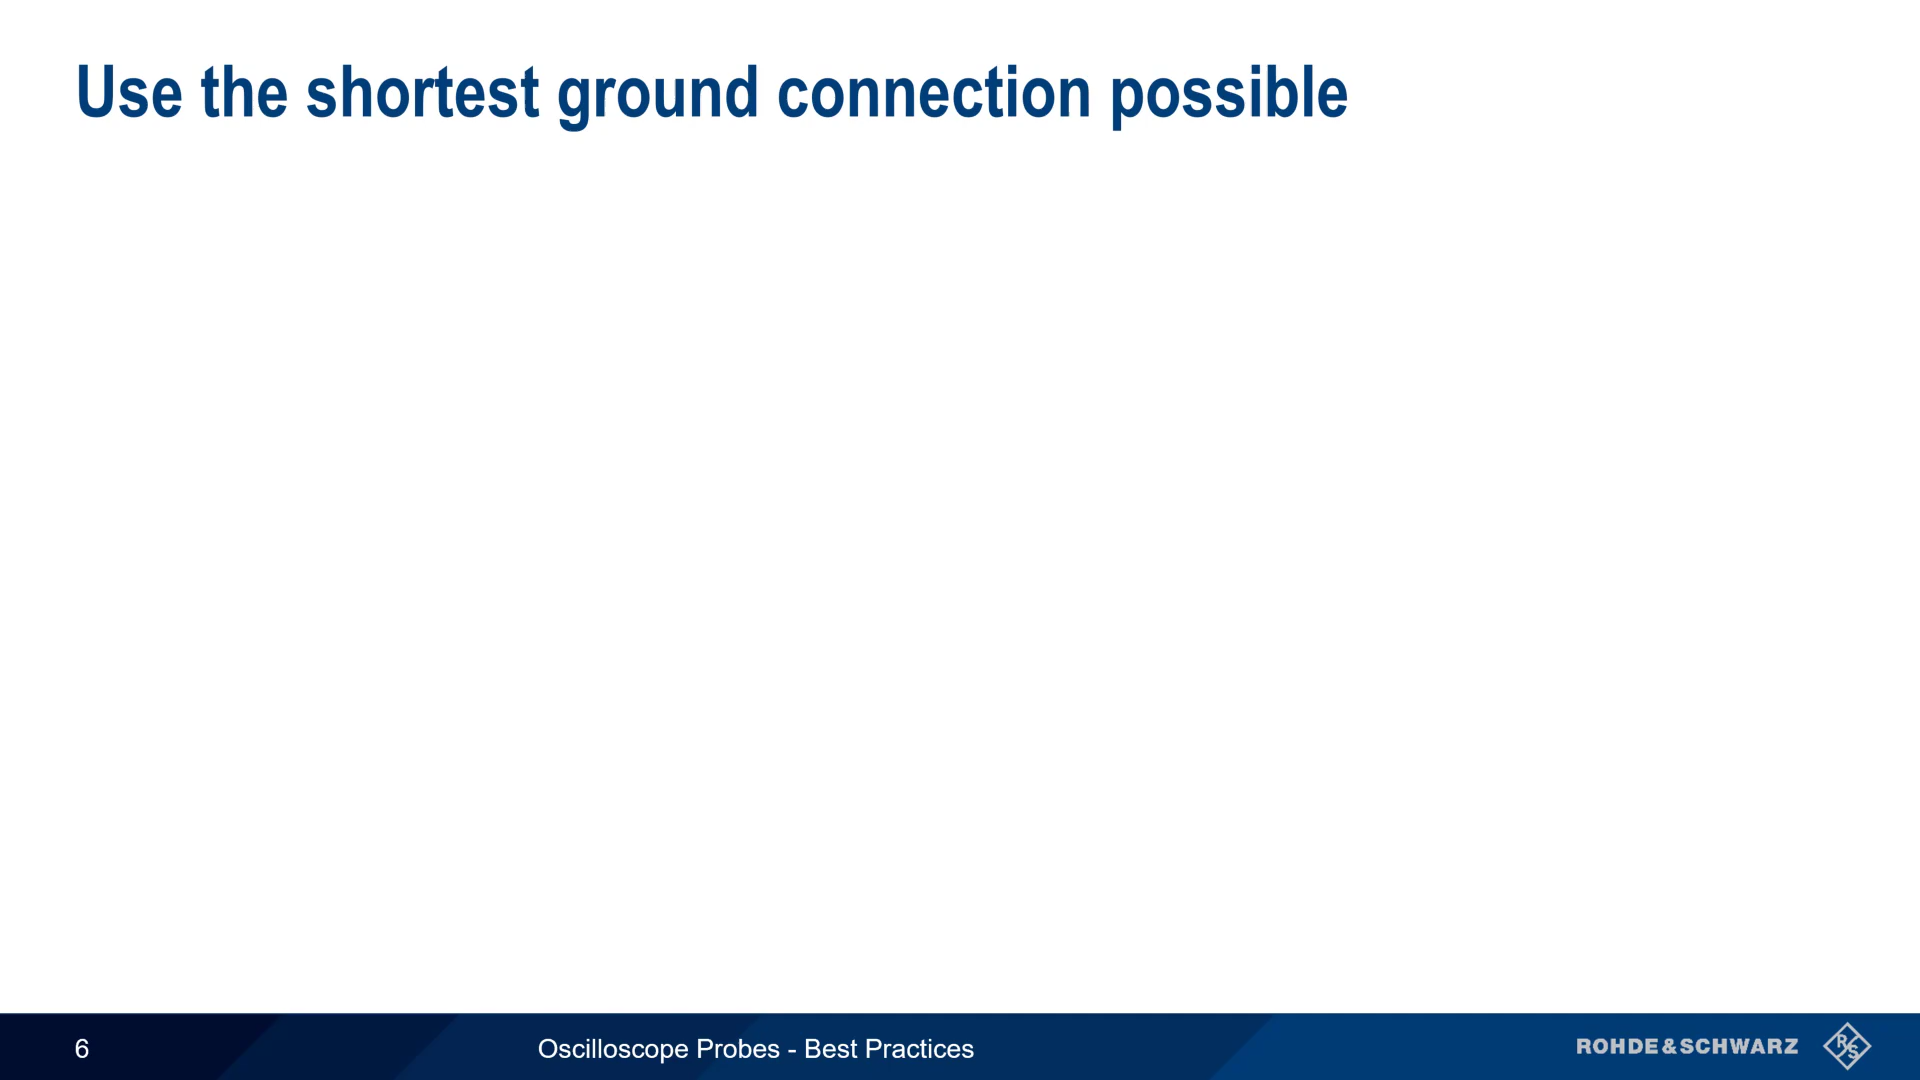 Use the shortest ground connection possible
6
Oscilloscope Probes - Best Practices
ROHDE&SCHWARZ
R
S